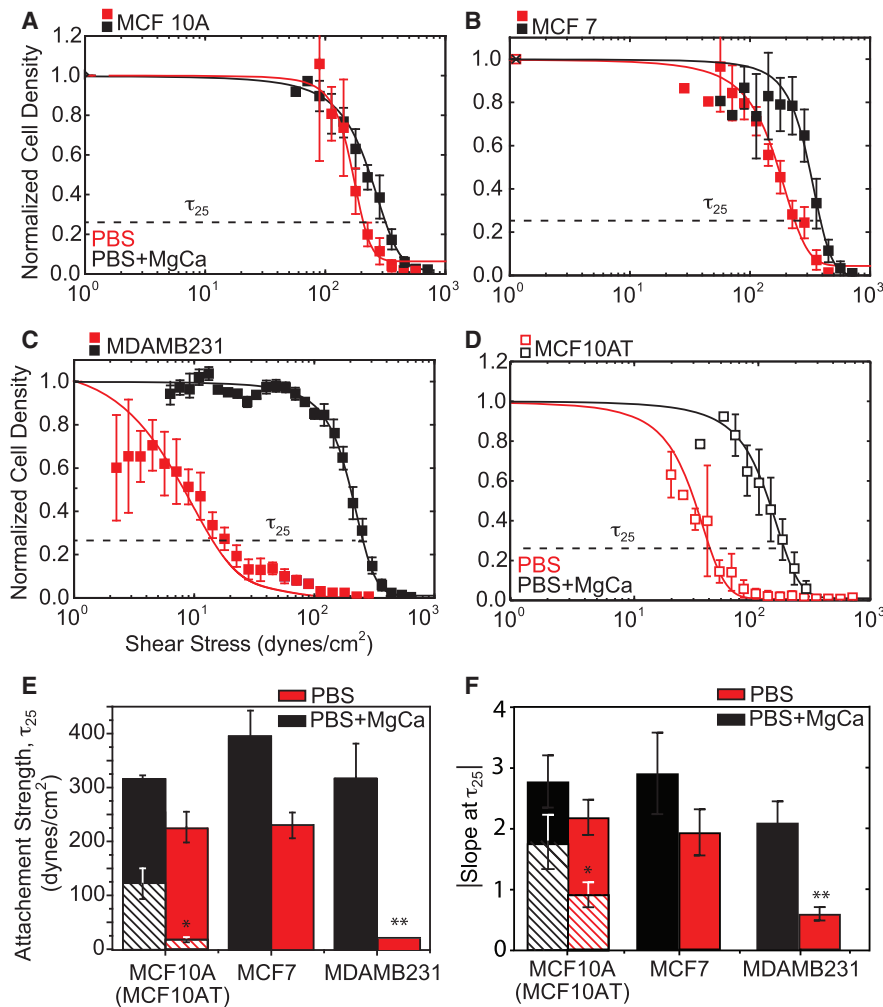 A
MCF 10A
Normalized Cell Density
1.0
0.8
0.6
0.4
0.2
0.0
τ25
PBS
PBS+MgCa
10^0
10^1
10^2
10^3
B
MCF 7
1.0
0.8
0.6
0.4
0.2
0.0
τ25
10^0
10^1
10^2
10^3
C
MDAMB231
Normalized Cell Density
1.0
0.8
0.6
0.4
0.2
0.0
τ25
10^0
10^1
10^2
10^3
Shear Stress (dynes/cm2)
D
MCF10AT
1.2
1.0
0.8
0.6
0.4
0.2
0.0
τ25
PBS
PBS+MgCa
10^0
10^1
10^2
10^3
E
PBS
PBS+MgCa
Attachement Strength, τ25
(dynes/cm2)
400
300
200
100
0
*
**
MCF10A
(MCF10AT)
MCF7
MDAMB231
F
PBS
PBS+MgCa
|Slope at τ25|
4
3
2
1
0
*
**
MCF10A
(MCF10AT)
MCF7
MDAMB231